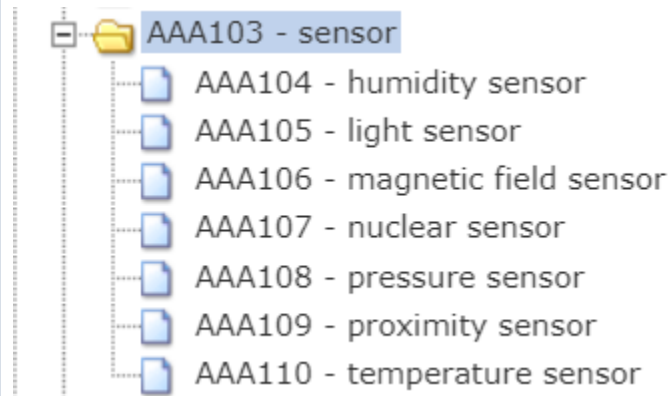 AAA103 - sensor
AAA104 - humidity sensor
AAA105 - light sensor
AAA106 - magnetic field sensor
AAA107 - nuclear sensor
AAA108 - pressure sensor
AAA109 - proximity sensor
AAA110 - temperature sensor